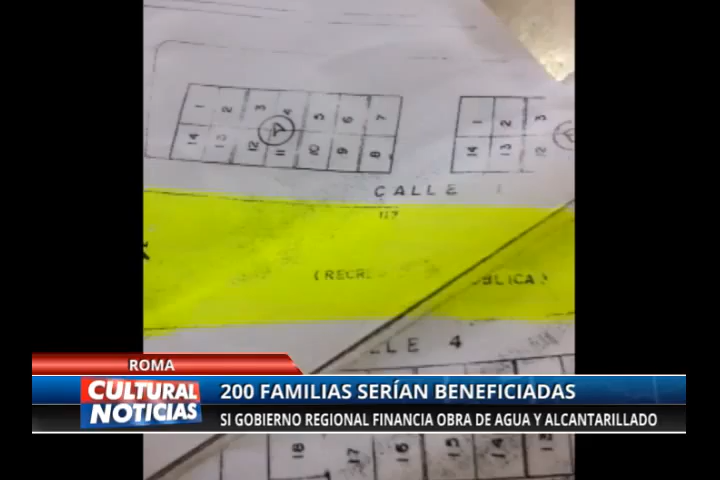 1 2 3 4 5 6 7
14 13 12 11 10 9 8
1 2 3
14 13 12
CALLE 1
117
(RECRE
BLICA)
LLE 4
18 17 16 15 14 13
ROMA
CULTURAL
NOTICIAS
200 FAMILIAS SERÍAN BENEFICIADAS
SI GOBIERNO REGIONAL FINANCIA OBRA DE AGUA Y ALCANTARILLADO